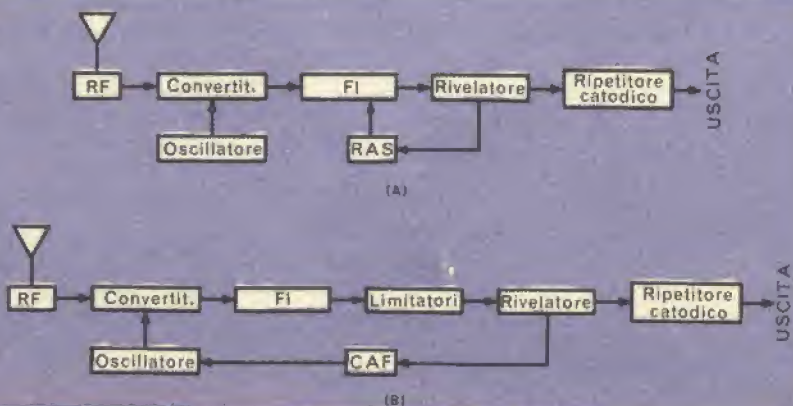 RF
Convertit.
FI
Rivelatore
Ripetitore
catodico
USCITA
Oscillatore
RAS
(A)
RF
Convertit.
FI
Limitatori
Rivelatore
Ripetitore
catodico
USCITA
Oscillatore
CAF
(B)